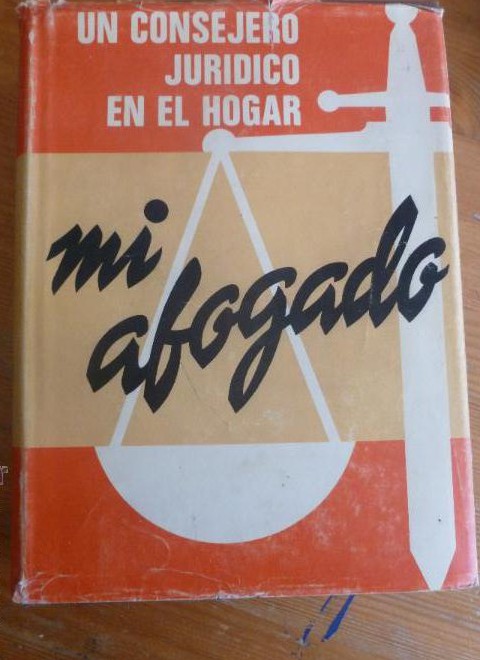 UN CONSEJERO
JURIDICO
EN EL HOGAR
mi
abogado